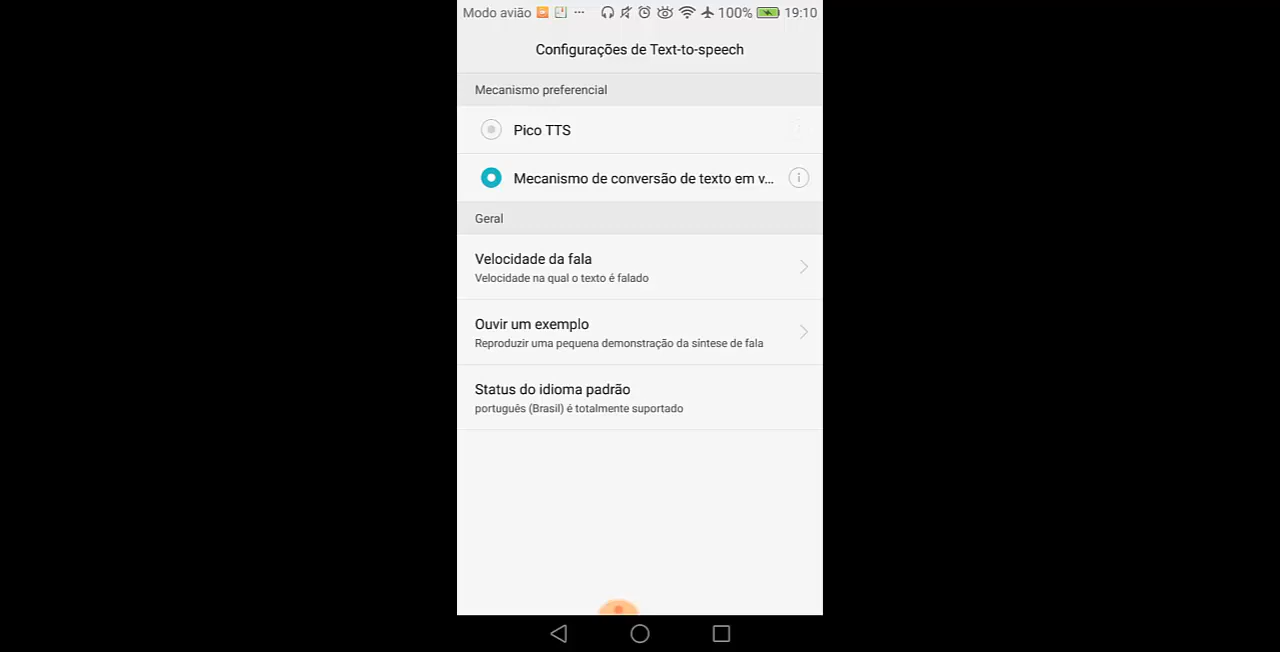 Modo avião ... 100% 19:10
Configurações de Text-to-speech
Mecanismo preferencial
Pico TTS
Mecanismo de conversão de texto em v...
Geral
Velocidade da fala
Velocidade na qual o texto é falado
Ouvir um exemplo
Reproduzir uma pequena demonstração da síntese de fala
Status do idioma padrão
português (Brasil) é totalmente suportado